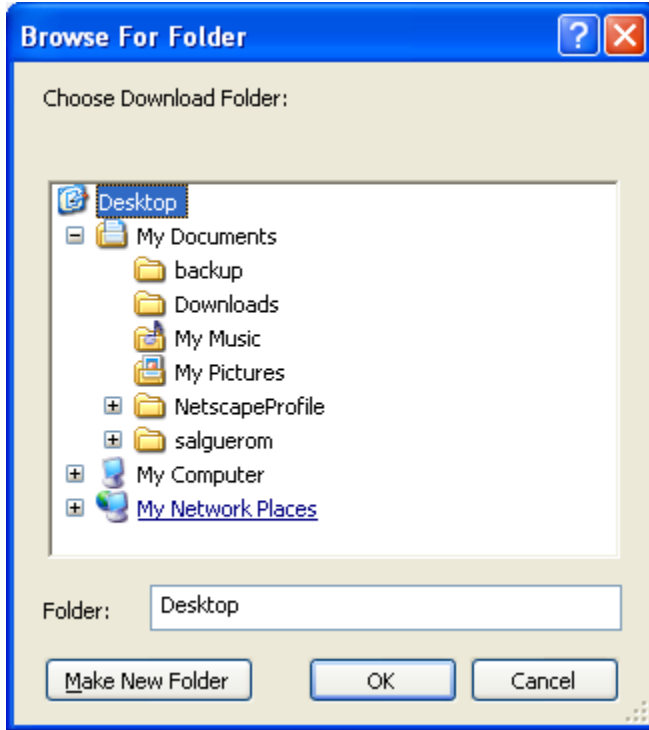 Browse For Folder
Choose Download Folder:
Desktop
My Documents
backup
Downloads
My Music
My Pictures
NetscapeProfile
salguerom
My Computer
My Network Places
Folder: Desktop
Make New Folder OK Cancel